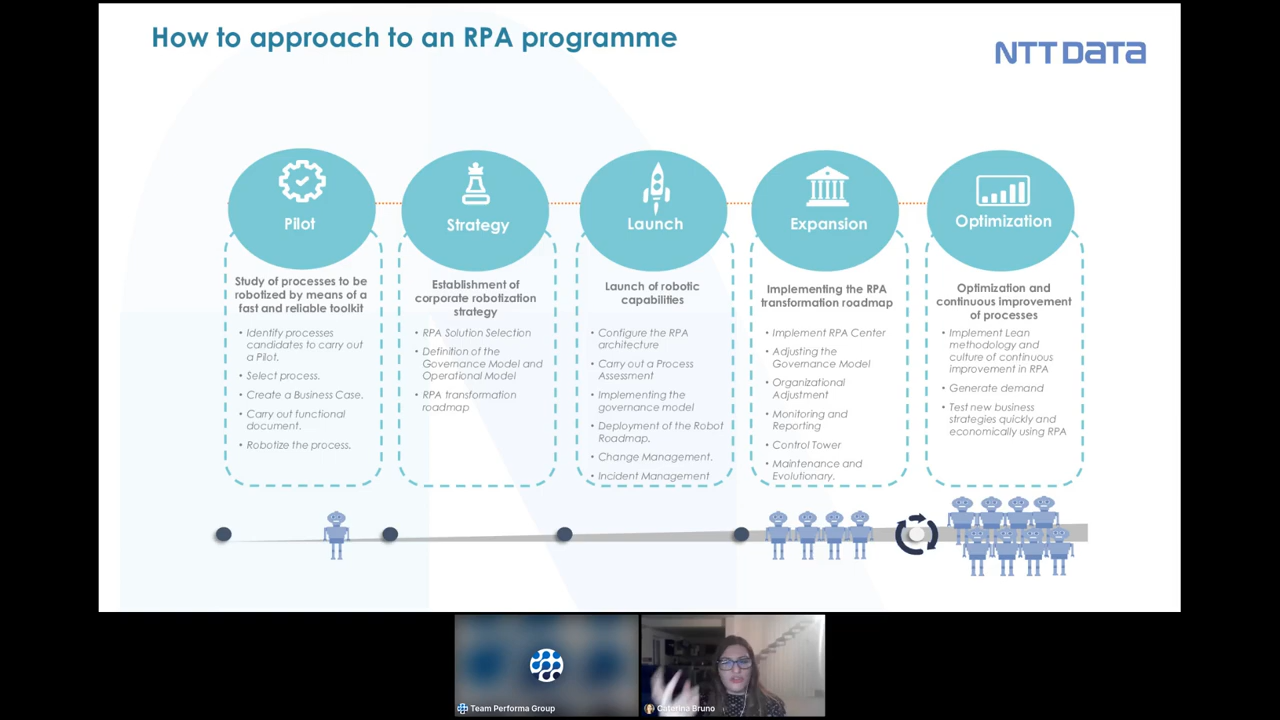 How to approach to an RPA programme
NTT DATA
Pilot
Study of processes to be
robotized by means of a
fast and reliable toolkit
• Identify processes
candidates to carry out
a Pilot.
• Select process.
• Create a Business Case.
• Carry out functional
document.
• Robotize the process.
Strategy
Establishment of
corporate robotization
strategy
• RPA Solution Selection
• Definition of the
Governance Model and
Operational Model
• RPA transformation
roadmap
Launch
Launch of robotic
capabilities
• Configure the RPA
architecture
• Carry out a Process
Assessment
• Implementing the
governance model
• Deployment of the Robot
Roadmap.
• Change Management.
• Incident Management
Expansion
Implementing the RPA
transformation roadmap
• Implement RPA Center
• Adjusting the
Governance Model
• Organizational
Adjustment
• Monitoring and
Reporting
• Control Tower
• Maintenance and
Evolutionary.
Optimization
Optimization and
continuous improvement
of processes
• Implement Lean
methodology and
culture of continuous
improvement in RPA
• Generate demand
• Test new business
strategies quickly and
economically using RPA
Team Performa Group
Caterina Bruno